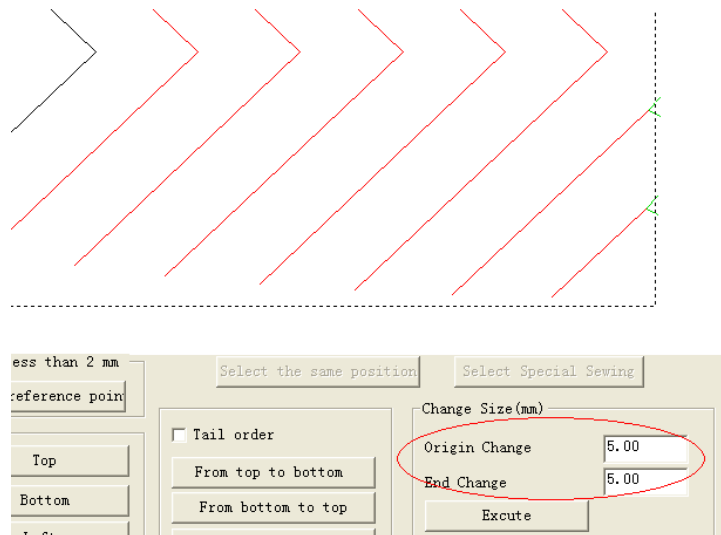 ess than 2 mm
reference poin
Top
Bottom
Select the same position
Select Special Sewing
Tail order
From top to bottom
From bottom to top
Change Size(mm)
Origin Change 5.00
End Change 5.00
Excute